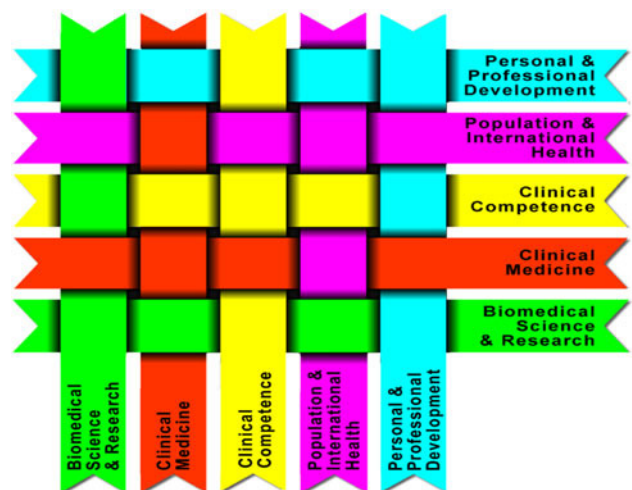 Personal &
Professional
Development
Population &
International
Health
Clinical
Competence
Clinical
Medicine
Biomedical
Science
& Research
Biomedical
Science
& Research
Clinical
Medicine
Clinical
Competence
Population &
International
Health
Personal &
Professional
Development